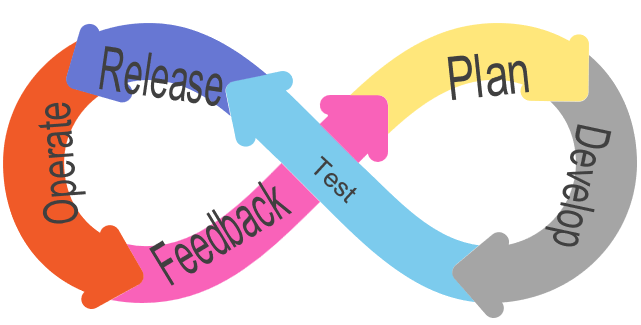 Release
Plan
Operate
Develop
Test
Feedback